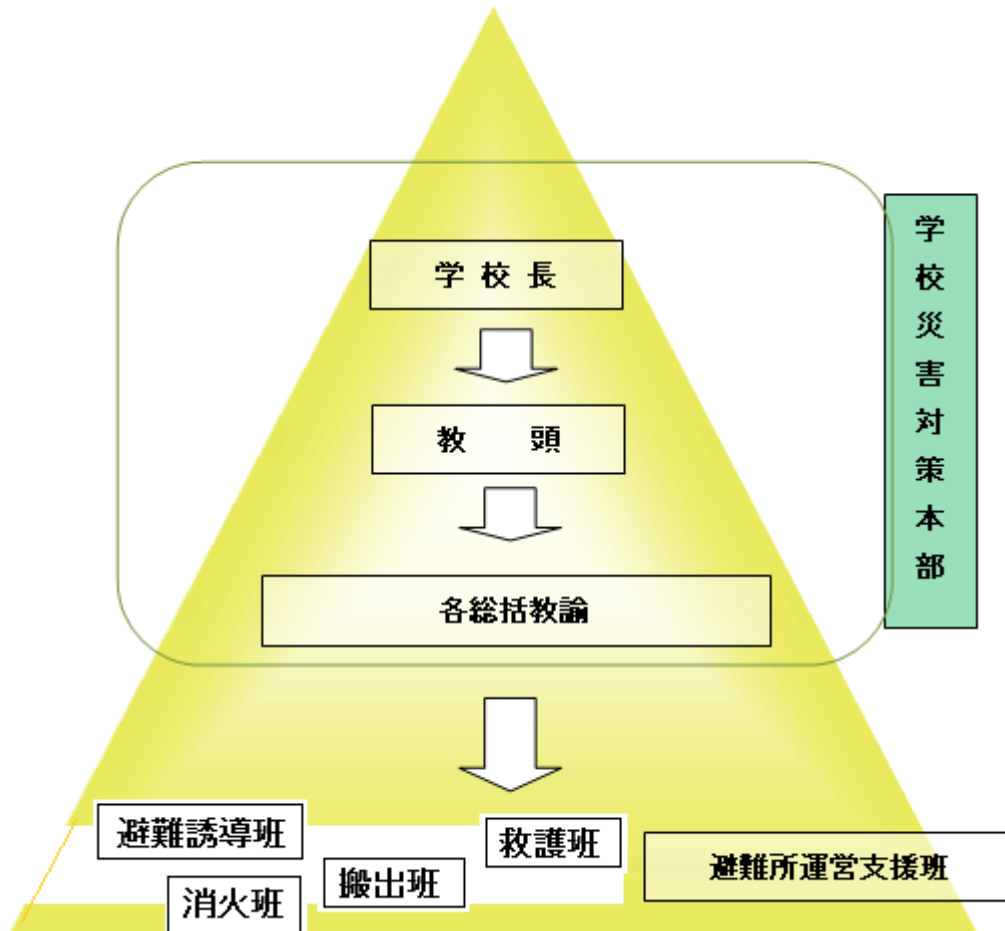 学校長
教頭
各総括教諭
学校災害対策本部
避難誘導班
救護班
避難所運営支援班
搬出班
消火班